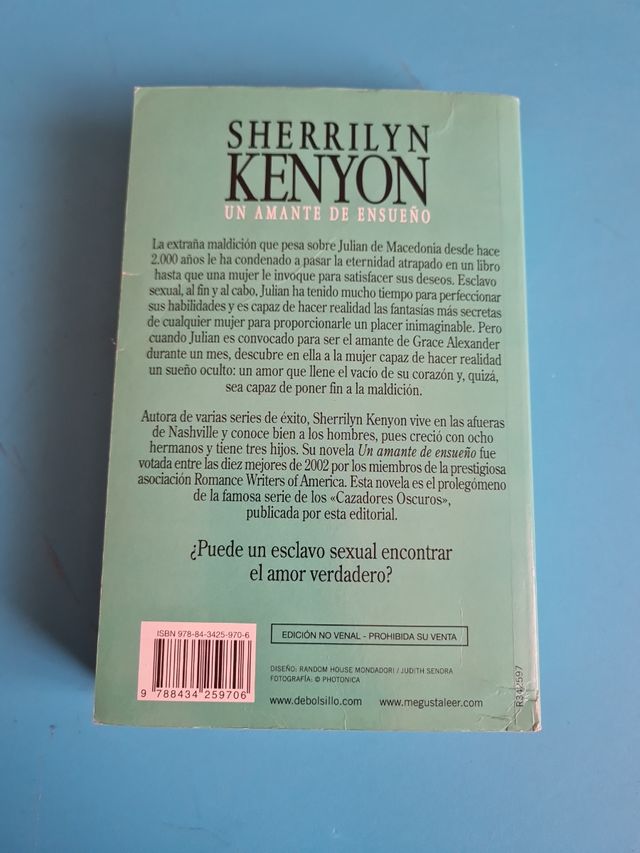 SHERRILYN
KENYON
UN AMANTE DE ENSUEÑO
La extraña maldición que pesa sobre Julian de Macedonia desde hace
2.000 años le ha condenado a pasar la eternidad atrapado en un libro
hasta que una mujer le invoque para satisfacer sus deseos. Esclavo
sexual, al fin y al cabo, Julian ha tenido mucho tiempo para perfeccionar
sus habilidades y es capaz de hacer realidad las fantasías más secretas
de cualquier mujer para proporcionarle un placer inimaginable. Pero
cuando Julian es convocado para ser el amante de Grace Alexander
durante un mes, descubre en ella a la mujer capaz de hacer realidad
un sueño oculto: un amor que llene el vacío de su corazón y, quizá,
sea capaz de poner fin a la maldición.
Autora de varias series de éxito, Sherrilyn Kenyon vive en las afueras
de Nashville y conoce bien a los hombres, pues creció con ocho
hermanos y tiene tres hijos. Su novela Un amante de ensueño fue
votada entre las diez mejores de 2002 por los miembros de la prestigiosa
asociación Romance Writers of America. Esta novela es el prolegómeno
de la famosa serie de los «Cazadores Oscuros»,
publicada por esta editorial.
¿Puede un esclavo sexual encontrar
el amor verdadero?
ISBN 978-84-3425-970-6
9 788434 259706
EDICIÓN NO VENAL - PROHIBIDA SU VENTA
DISEÑO: RANDOM HOUSE MONDADORI / JUDITH SENDRA
FOTOGRAFÍA: © PHOTONICA
www.debolsillo.com www.megustaleer.com
R342597